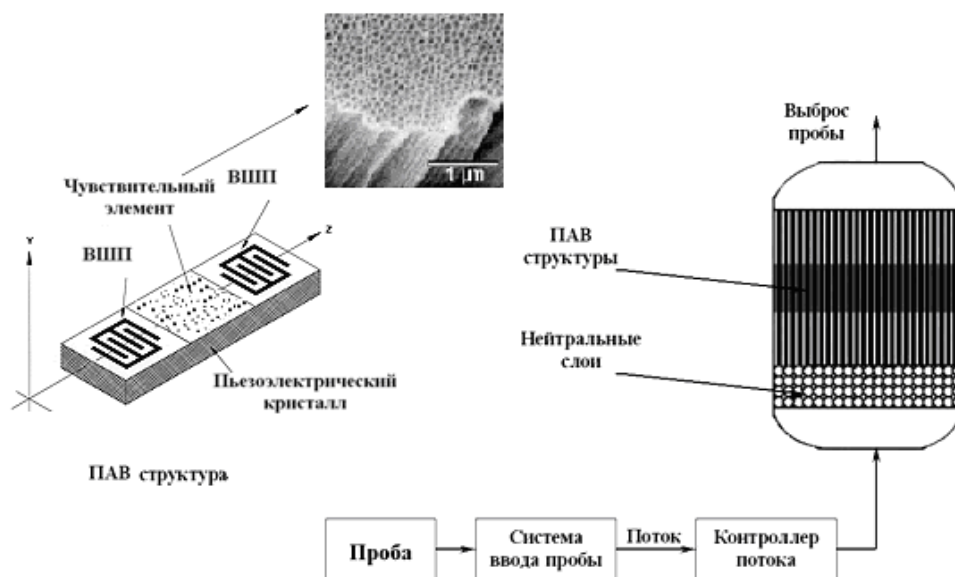 1 µm
Чувствительный
элемент
ВШП
Y
Z
ВШП
Пьезоэлектрический
кристалл
ПАВ структура
Выброс
пробы
ПАВ
структуры
Нейтральные
слои
Проба
Система
ввода пробы
Поток
Контроллер
потока